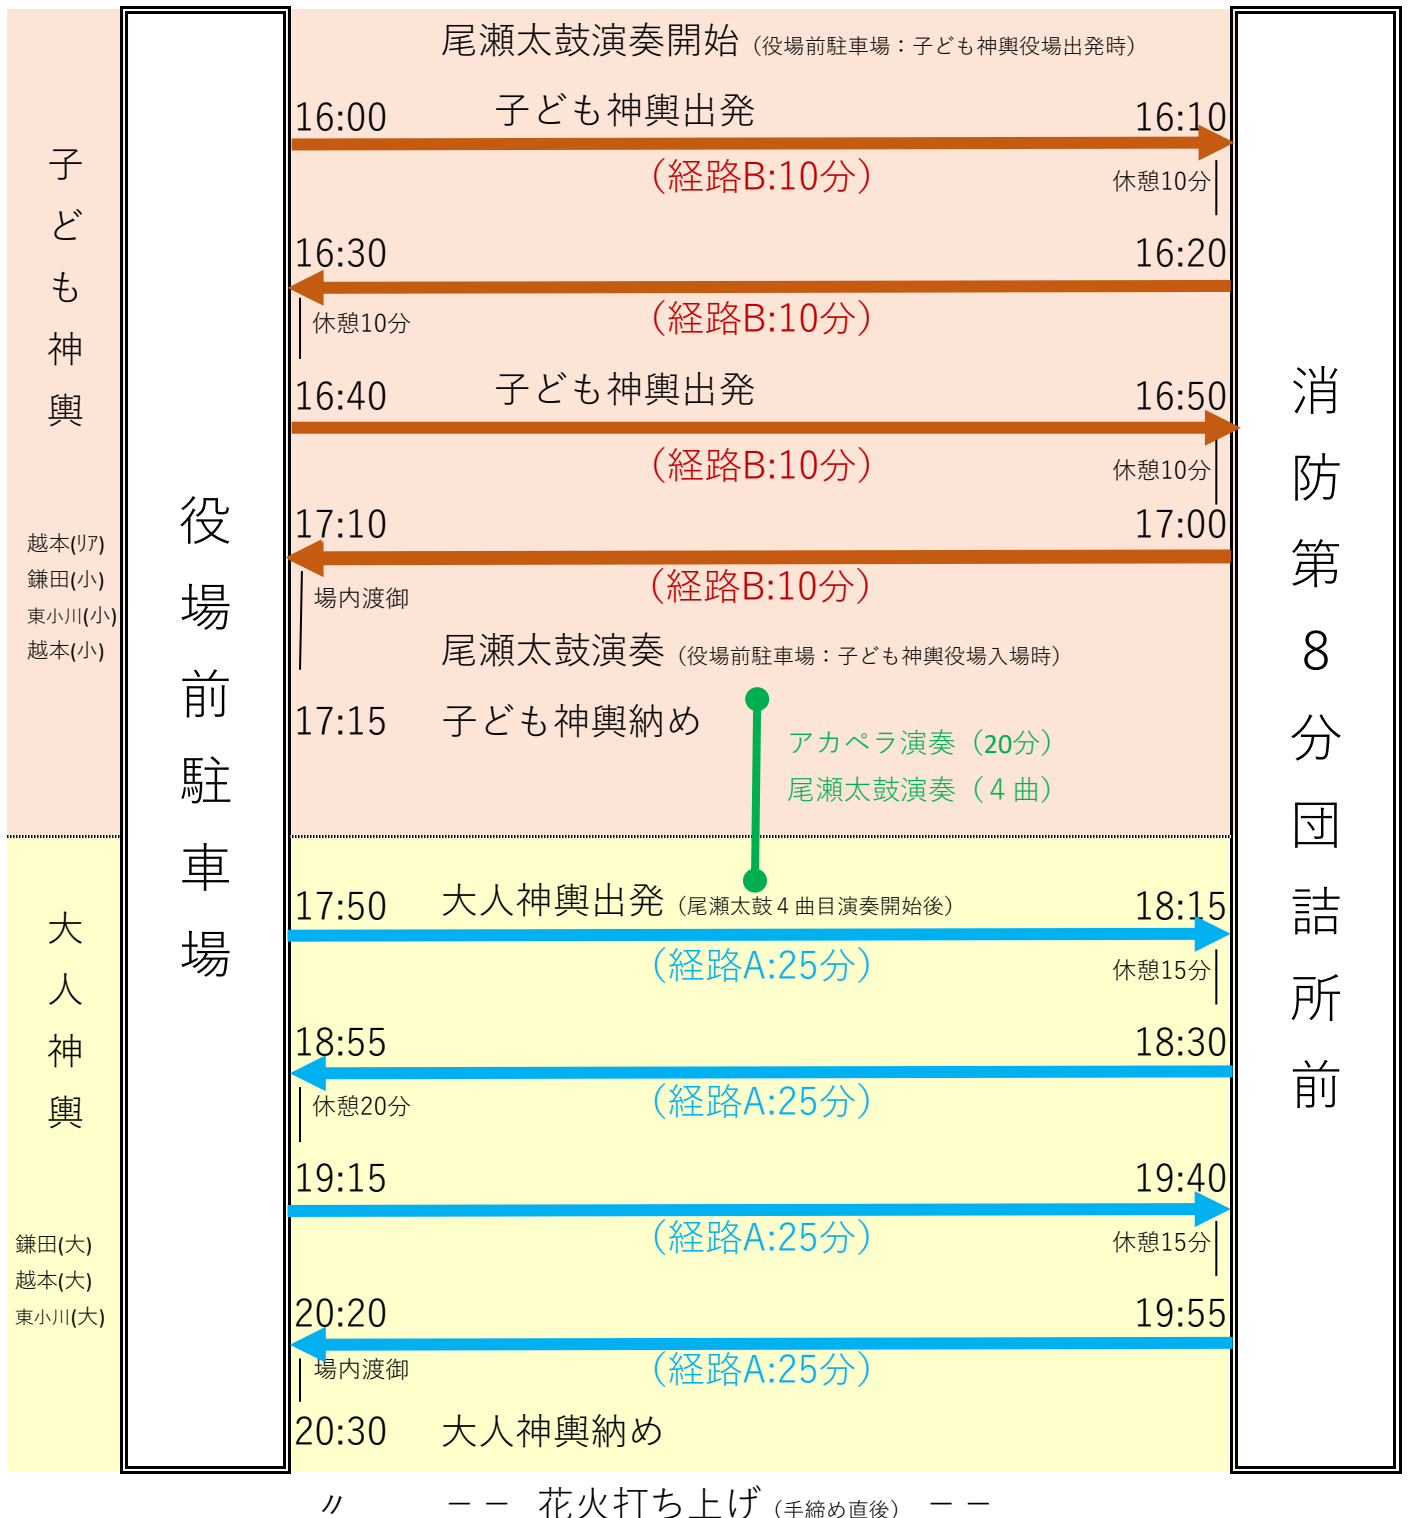 尾瀬太鼓演奏開始（役場前駐車場：子ども神輿役場出発時）
16:00 子ども神輿出発 16:10
（経路B:10分）
休憩10分
16:30 16:20
（経路B:10分）
休憩10分
16:40 子ども神輿出発 16:50
（経路B:10分）
休憩10分
17:10 17:00
（経路B:10分）
場内渡御
尾瀬太鼓演奏（役場前駐車場：子ども神輿役場入場時）
17:15 子ども神輿納め
アカペラ演奏（20分）
尾瀬太鼓演奏（４曲）
17:50 大人神輿出発（尾瀬太鼓４曲目演奏開始後） 18:15
（経路A:25分）
休憩15分
18:55 18:30
（経路A:25分）
休憩20分
19:15 19:40
（経路A:25分）
休憩15分
20:20 19:55
（経路A:25分）
場内渡御
20:30 大人神輿納め
〃 －－ 花火打ち上げ（手締め直後） －－
子ども神輿
越本(ﾘｱ)
鎌田(小)
東小川(小)
越本(小)
大人神輿
鎌田(大)
越本(大)
東小川(大)
役場前駐車場
消防第８分団詰所前